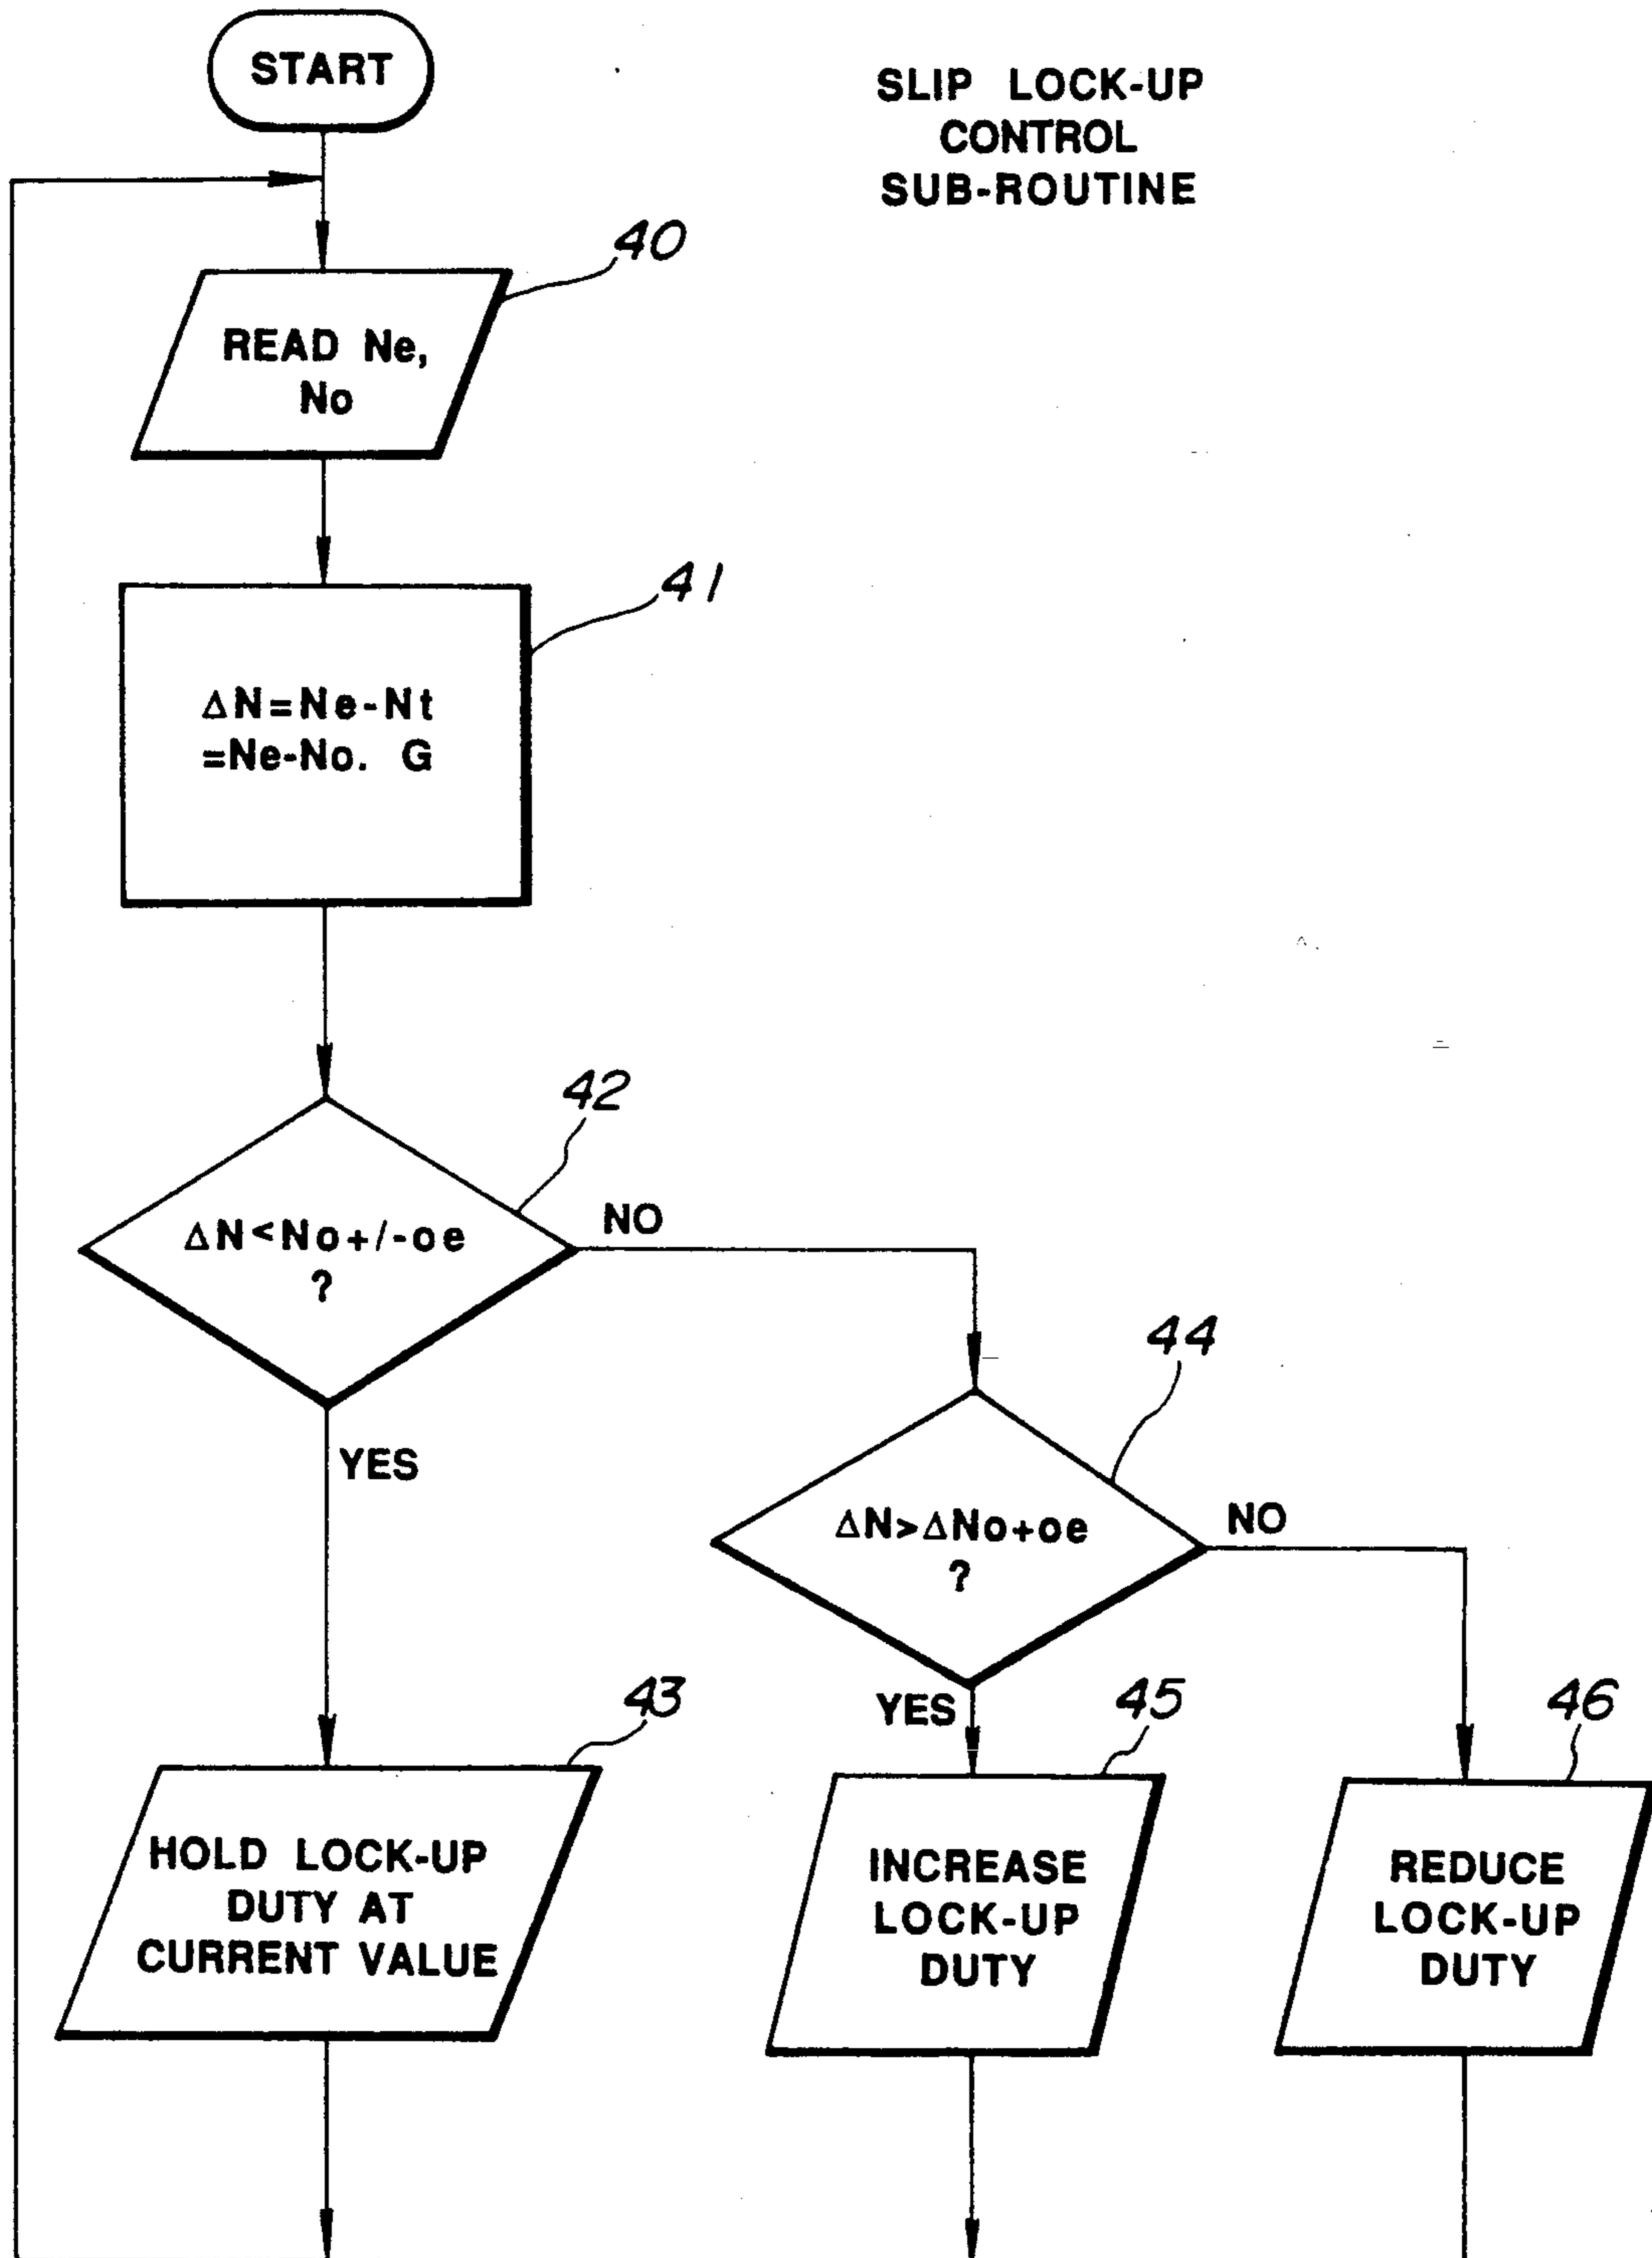 START
SLIP LOCK-UP
CONTROL
SUB-ROUTINE
40
READ Ne,
No
41
ΔN=Ne-Nt
=Ne-No. G
42
ΔN<No+/-oe
?
NO
YES
44
ΔN>ΔNo+oe
?
NO
YES
43
HOLD LOCK-UP
DUTY AT
CURRENT VALUE
45
INCREASE
LOCK-UP
DUTY
46
REDUCE
LOCK-UP
DUTY